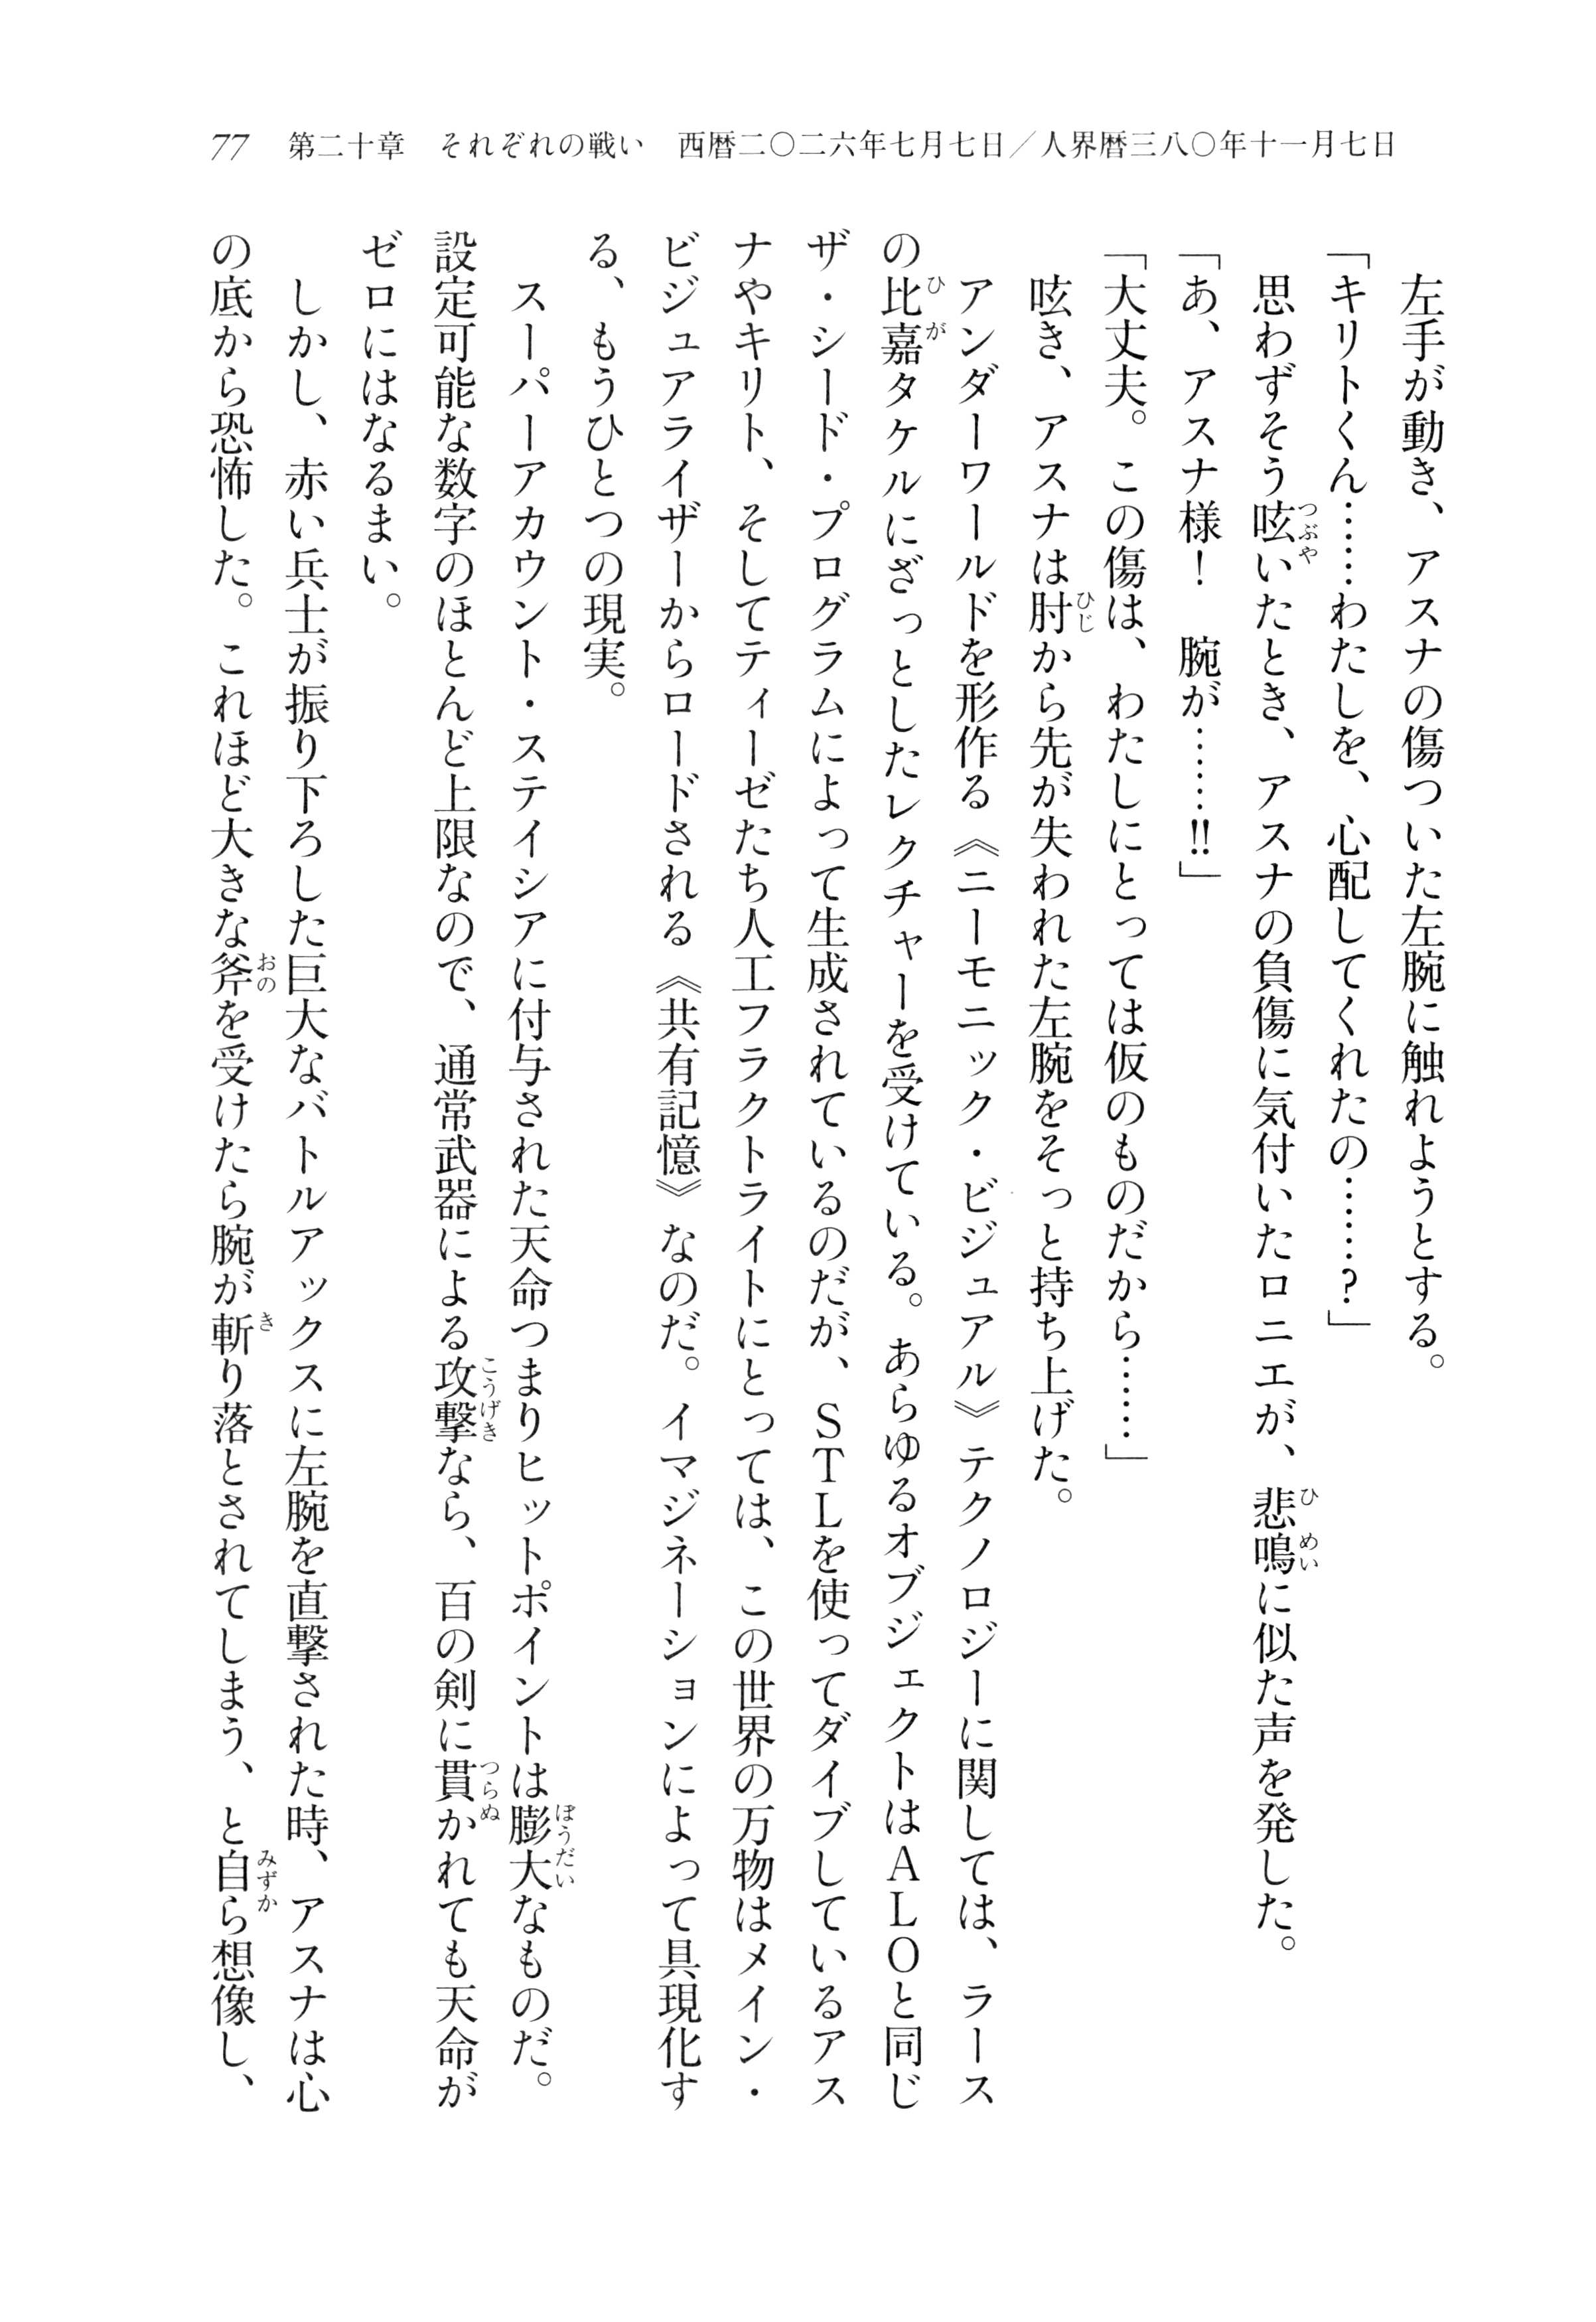 77　第二十章　それぞれの戦い　西暦二〇二六年七月七日／人界暦三八〇年十一月七日
　左手が動き、アスナの傷ついた左腕に触れようとする。
「キリトくん……わたしを、心配してくれたの……？」
　思わずそう呟いたとき、アスナの負傷に気付いたロニエが、悲鳴に似た声を発した。
「あ、アスナ様！　腕が……!!」
「大丈夫。この傷は、わたしにとっては仮のものだから……」
　呟き、アスナは肘から先が失われた左腕をそっと持ち上げた。
　アンダーワールドを形作る《ニーモニック・ビジュアル》テクノロジーに関しては、ラース
の比嘉タケルにざっとしたレクチャーを受けている。あらゆるオブジェクトはＡＬＯと同じ
ザ・シード・プログラムによって生成されているのだが、ＳＴＬを使ってダイブしているアス
ナやキリト、そしてティーゼたち人工フラクトライトにとっては、この世界の万物はメイン・
ビジュアライザーからロードされる《共有記憶》なのだ。イマジネーションによって具現化す
る、もうひとつの現実。
　スーパーアカウント・ステイシアに付与された天命つまりヒットポイントは膨大なものだ。
設定可能な数字のほとんど上限なので、通常武器による攻撃なら、百の剣に貫かれても天命が
ゼロにはなるまい。
　しかし、赤い兵士が振り下ろした巨大なバトルアックスに左腕を直撃された時、アスナは心
の底から恐怖した。これほど大きな斧を受けたら腕が斬り落とされてしまう、と自ら想像し、